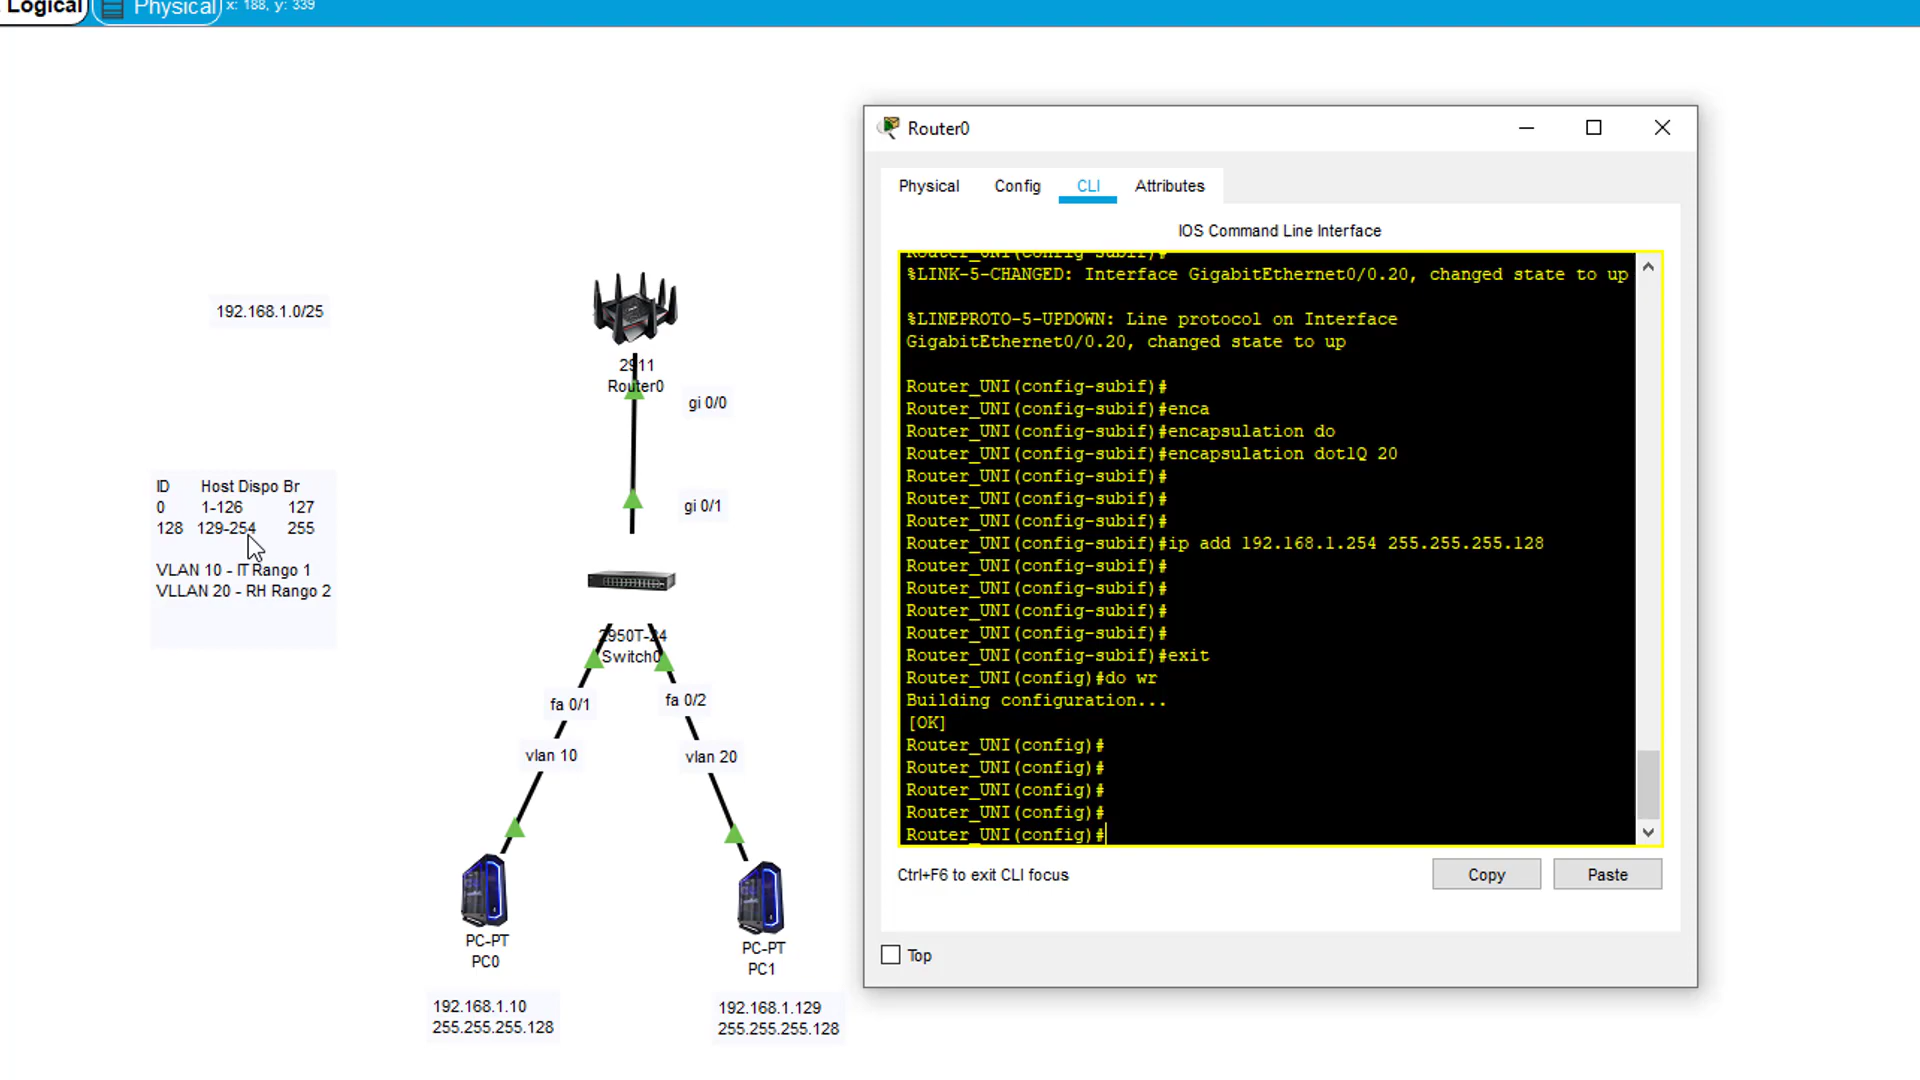 Logical Physical x: 188, y: 339
192.168.1.0/25
2911
Router0
gi 0/0
gi 0/1
ID Host Dispo Br
0 1-126 127
128 129-254 255
VLAN 10 - IT Rango 1
VLLAN 20 - RH Rango 2
2950T-24
Switch0
fa 0/1
fa 0/2
vlan 10
vlan 20
PC-PT
PC0
PC-PT
PC1
192.168.1.10
255.255.255.128
192.168.1.129
255.255.255.128
Router0
Physical Config CLI Attributes
IOS Command Line Interface
Router_UNI(config-subif)#
%LINK-5-CHANGED: Interface GigabitEthernet0/0.20, changed state to up
%LINEPROTO-5-UPDOWN: Line protocol on Interface
GigabitEthernet0/0.20, changed state to up
Router_UNI(config-subif)#
Router_UNI(config-subif)#enca
Router_UNI(config-subif)#encapsulation do
Router_UNI(config-subif)#encapsulation dot1Q 20
Router_UNI(config-subif)#
Router_UNI(config-subif)#
Router_UNI(config-subif)#
Router_UNI(config-subif)#ip add 192.168.1.254 255.255.255.128
Router_UNI(config-subif)#
Router_UNI(config-subif)#
Router_UNI(config-subif)#
Router_UNI(config-subif)#
Router_UNI(config-subif)#exit
Router_UNI(config)#do wr
Building configuration...
[OK]
Router_UNI(config)#
Router_UNI(config)#
Router_UNI(config)#
Router_UNI(config)#
Router_UNI(config)#
Ctrl+F6 to exit CLI focus
Copy
Paste
Top